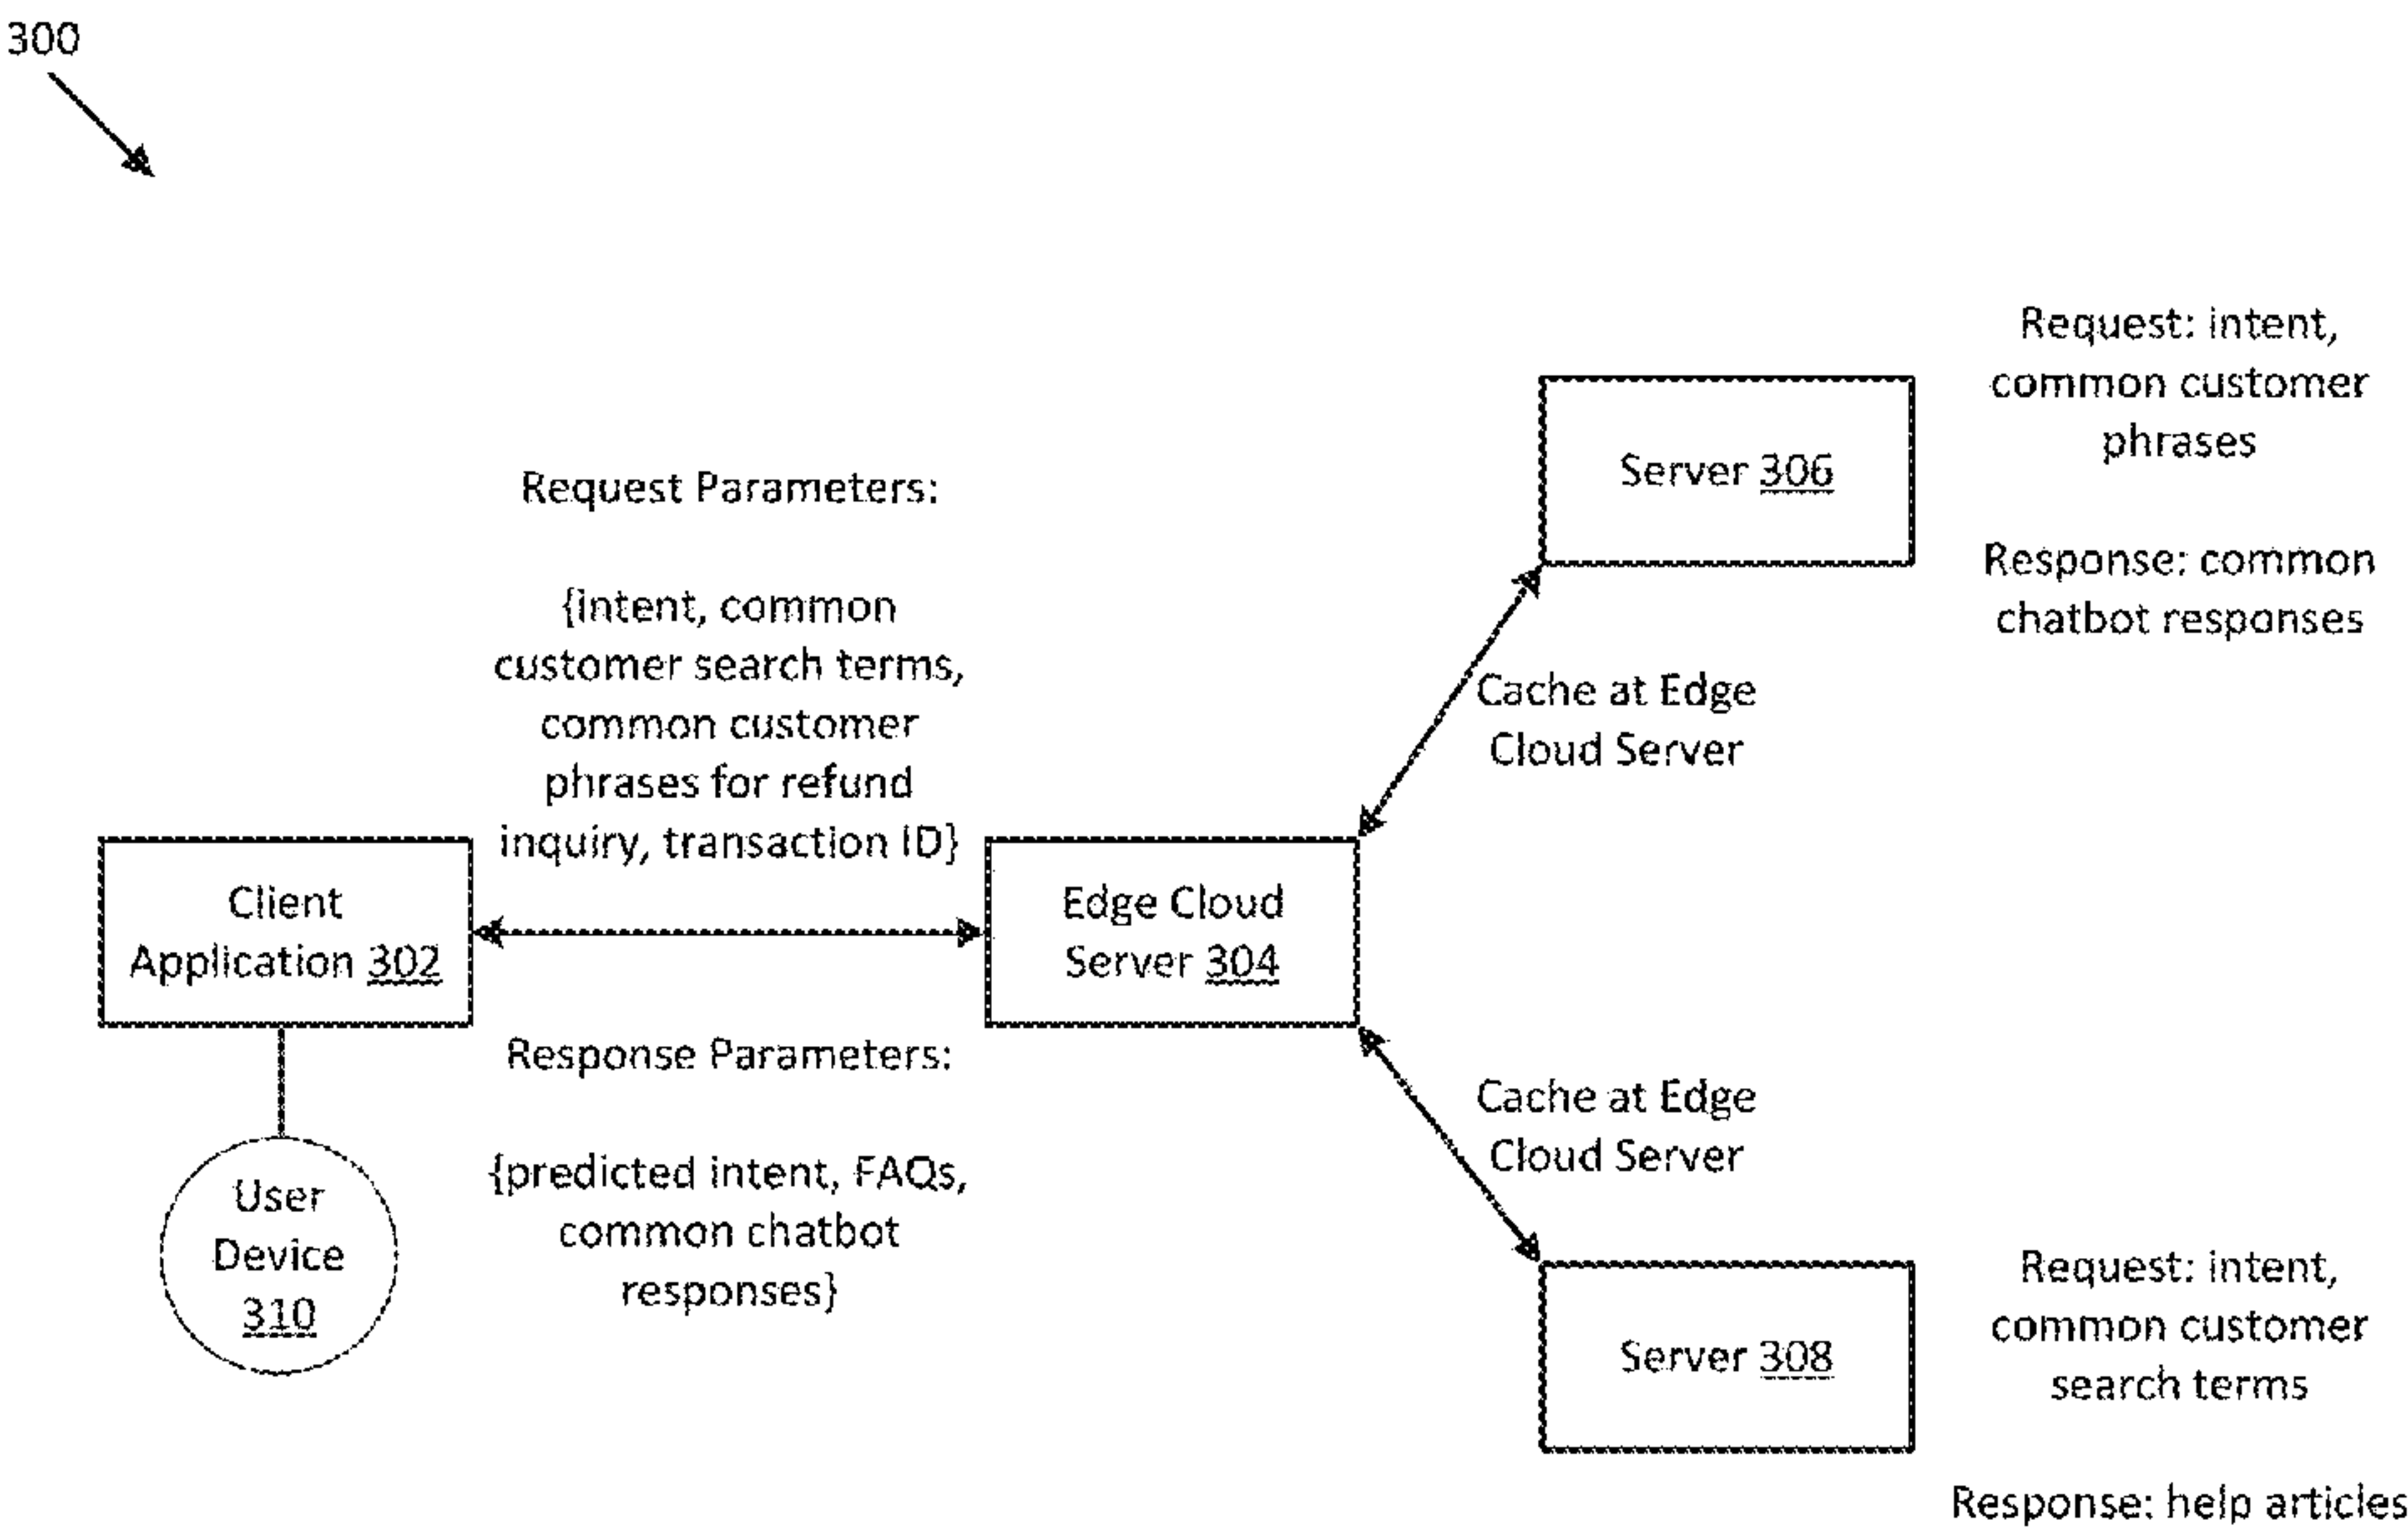 300
Request: intent,
common customer
phrases
Server 306
Response: common
chatbot responses
Request Parameters:
{intent, common
customer search terms,
common customer
phrases for refund
inquiry, transaction ID}
Cache at Edge
Cloud Server
Client
Application 302
Edge Cloud
Server 304
Response Parameters:
{predicted intent, FAQs,
common chatbot
responses}
User
Device
310
Cache at Edge
Cloud Server
Server 308
Request: intent,
common customer
search terms
Response: help articles